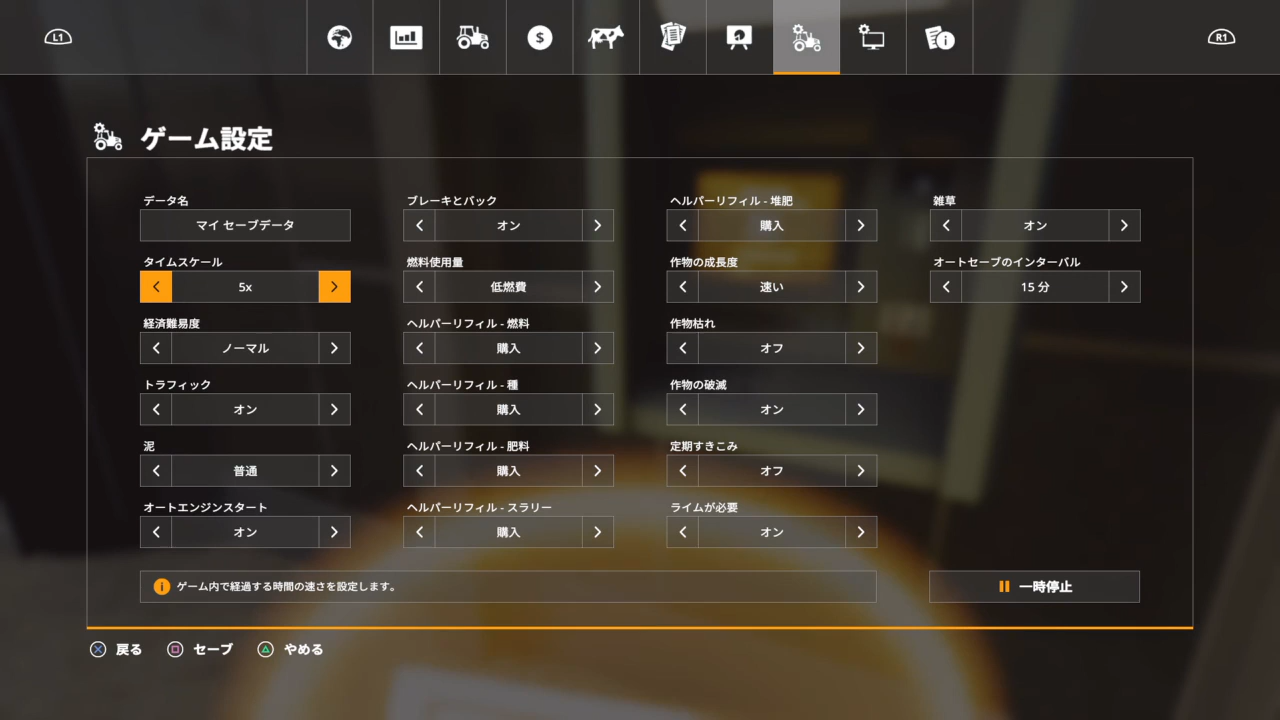 L1
R1
ゲーム設定
データ名
マイ セーブデータ
タイムスケール
5x
経済難易度
ノーマル
トラフィック
オン
泥
普通
オートエンジンスタート
オン
ブレーキとバック
オン
燃料使用量
低燃費
ヘルパーリフィル - 燃料
購入
ヘルパーリフィル - 種
購入
ヘルパーリフィル - 肥料
購入
ヘルパーリフィル - スラリー
購入
ヘルパーリフィル - 堆肥
購入
作物の成長度
速い
作物枯れ
オフ
作物の破滅
オン
定期すきこみ
オフ
ライムが必要
オン
雑草
オン
オートセーブのインターバル
15 分
ゲーム内で経過する時間の速さを設定します。
一時停止
戻る
セーブ
やめる